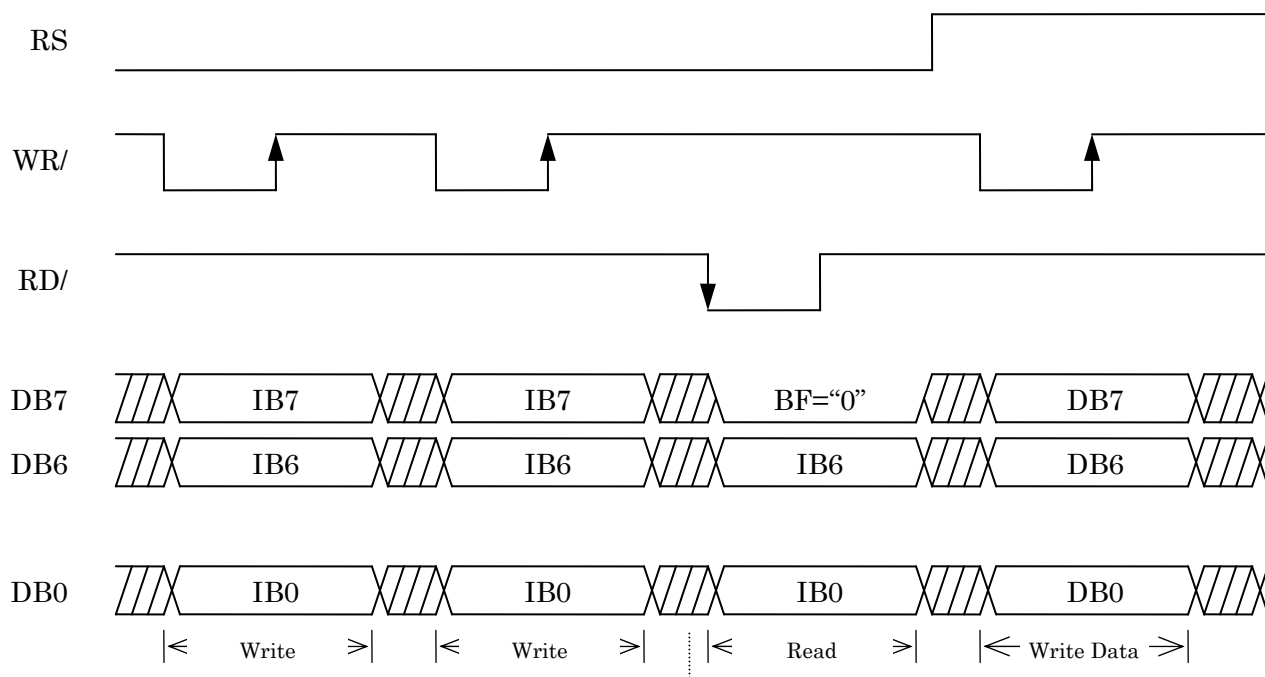 RS
WR/
RD/
DB7 IB7 IB7 BF=“0” DB7
DB6 IB6 IB6 IB6 DB6
DB0 IB0 IB0 IB0 DB0
Write Write Read Write Data